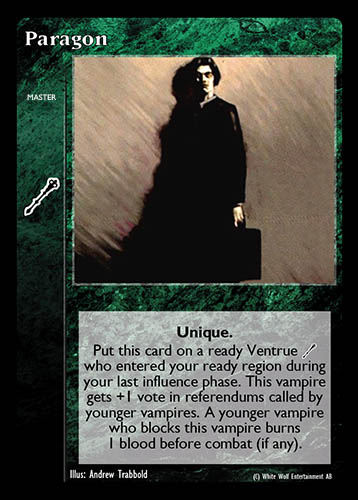 Paragon
MASTER
Unique.
Put this card on a ready Ventrue
who entered your ready region during
your last influence phase. This vampire
gets +1 vote in referendums called by
younger vampires. A younger vampire
who blocks this vampire burns
1 blood before combat (if any).
Illus: Andrew Trabbold
(C) White Wolf Entertainment AB